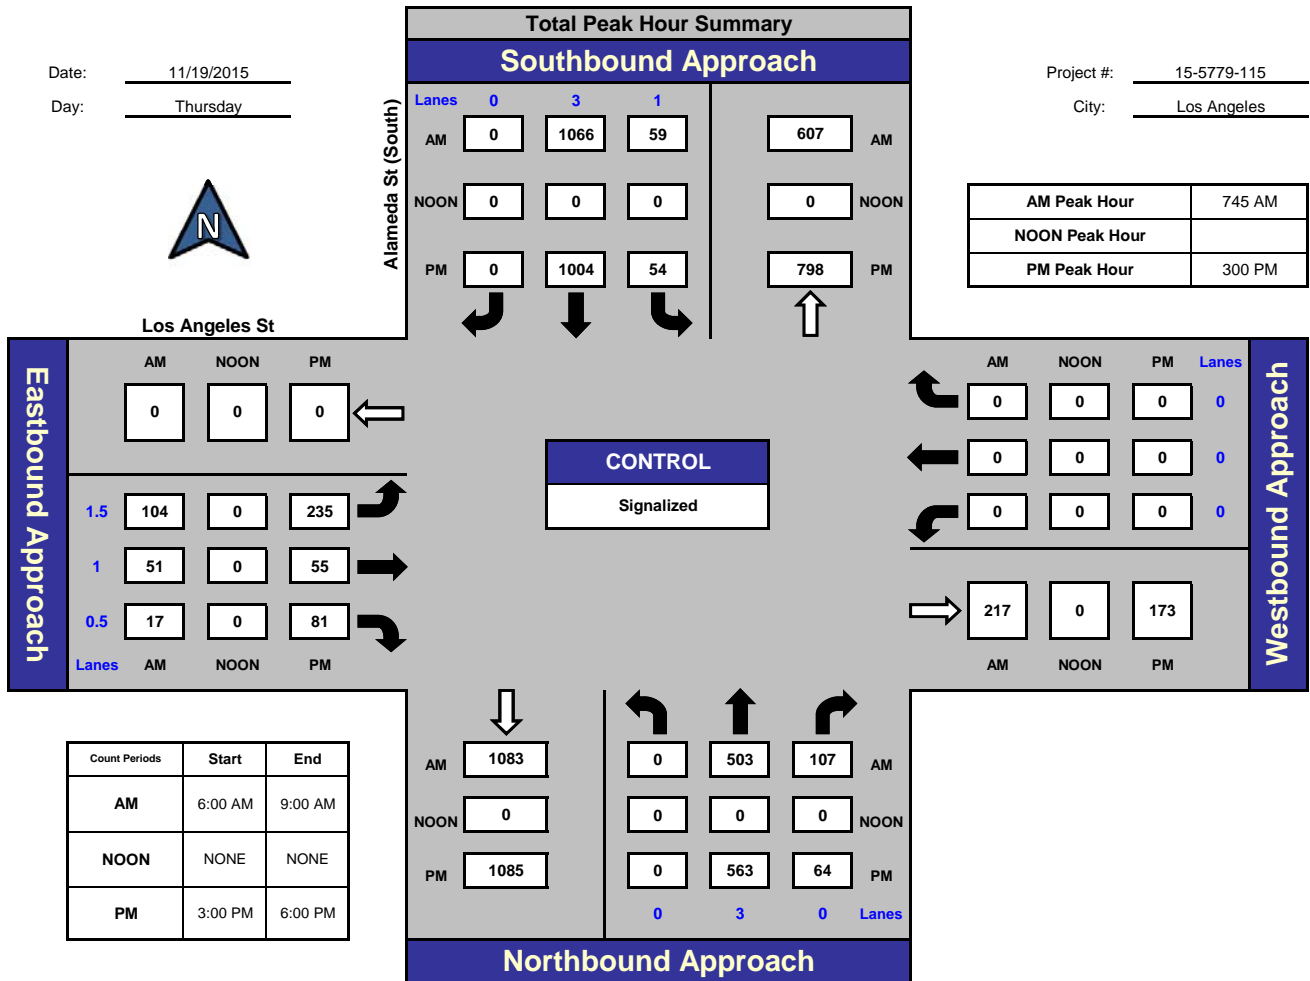 Total Peak Hour Summary
Southbound Approach
Date: 11/19/2015
Day: Thursday
Project #: 15-5779-115
City: Los Angeles
N
Alameda St (South)
Lanes 0 3 1
AM 0 1066 59 607 AM
NOON 0 0 0 0 NOON
PM 0 1004 54 798 PM
AM Peak Hour 745 AM
NOON Peak Hour
PM Peak Hour 300 PM
Los Angeles St
Eastbound Approach
AM NOON PM
0 0 0
1.5 104 0 235
1 51 0 55
0.5 17 0 81
Lanes AM NOON PM
CONTROL
Signalized
AM NOON PM Lanes
0 0 0 0
0 0 0 0
0 0 0 0
217 0 173
AM NOON PM
Westbound Approach
Count Periods Start End
AM 6:00 AM 9:00 AM
NOON NONE NONE
PM 3:00 PM 6:00 PM
AM 1083 0 503 107 AM
NOON 0 0 0 0 NOON
PM 1085 0 563 64 PM
0 3 0 Lanes
Northbound Approach